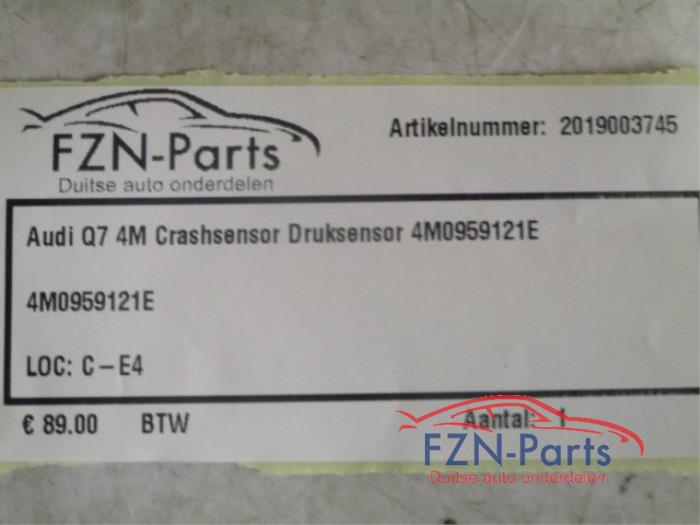 FZN-Parts
Duitse auto onderdelen
Artikelnummer: 2019003745
Audi Q7 4M Crashsensor Druksensor 4M0959121E
4M0959121E
LOC: C-E4
€ 89.00 BTW Aantal: 1
FZN-Parts
Duitse auto onderdelen